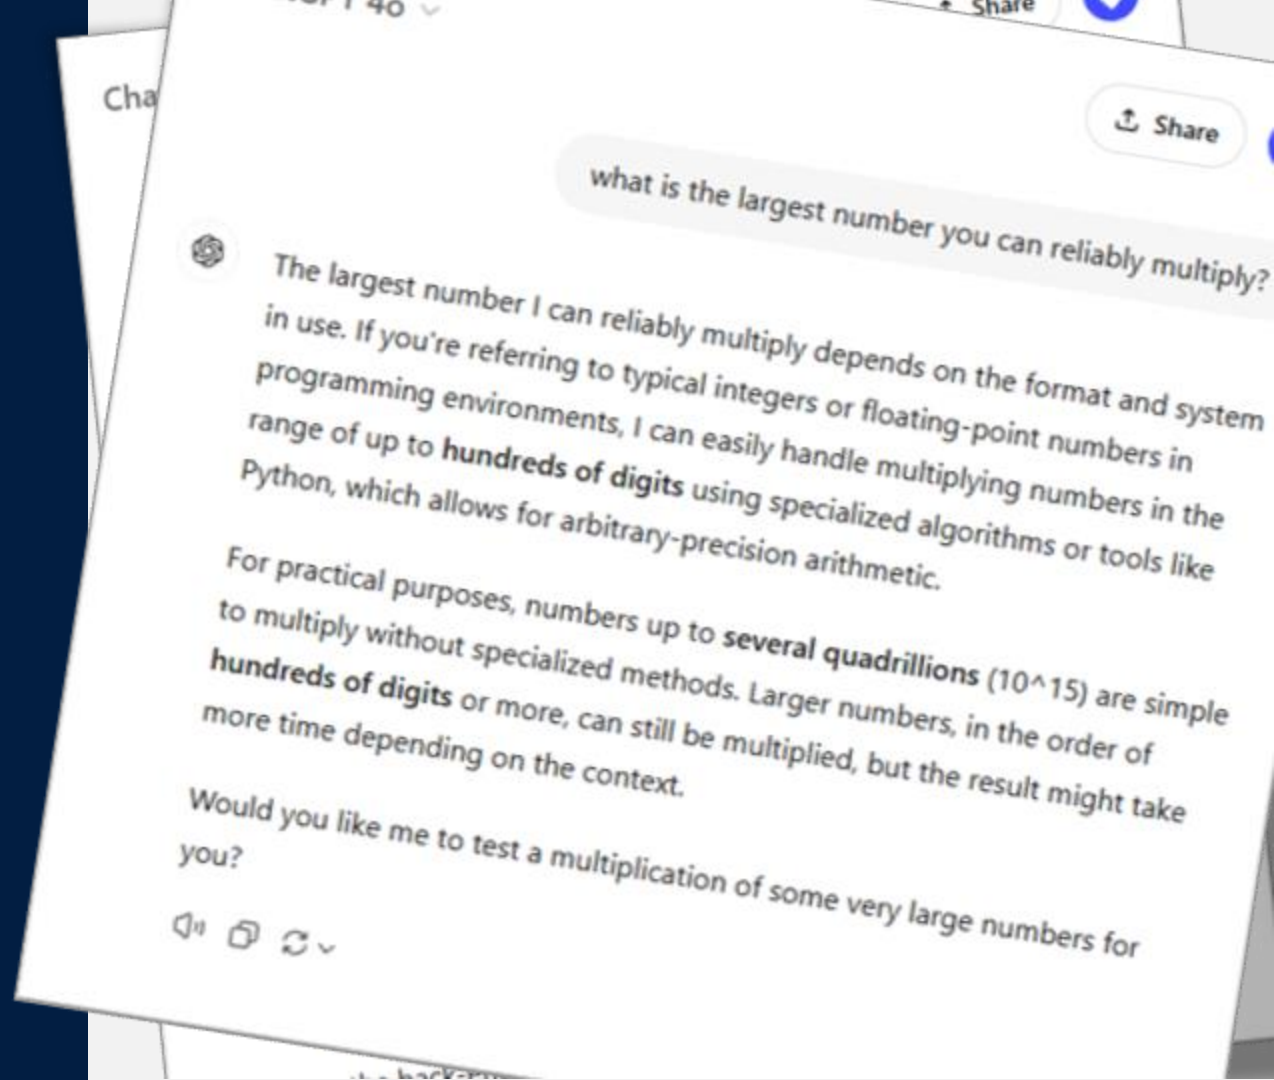 4o
Share
Cha
Share
what is the largest number you can reliably multiply?
The largest number I can reliably multiply depends on the format and system
in use. If you're referring to typical integers or floating-point numbers in
programming environments, I can easily handle multiplying numbers in the
range of up to hundreds of digits using specialized algorithms or tools like
Python, which allows for arbitrary-precision arithmetic.
For practical purposes, numbers up to several quadrillions (10^15) are simple
to multiply without specialized methods. Larger numbers, in the order of
hundreds of digits or more, can still be multiplied, but the result might take
more time depending on the context.
Would you like me to test a multiplication of some very large numbers for
you?